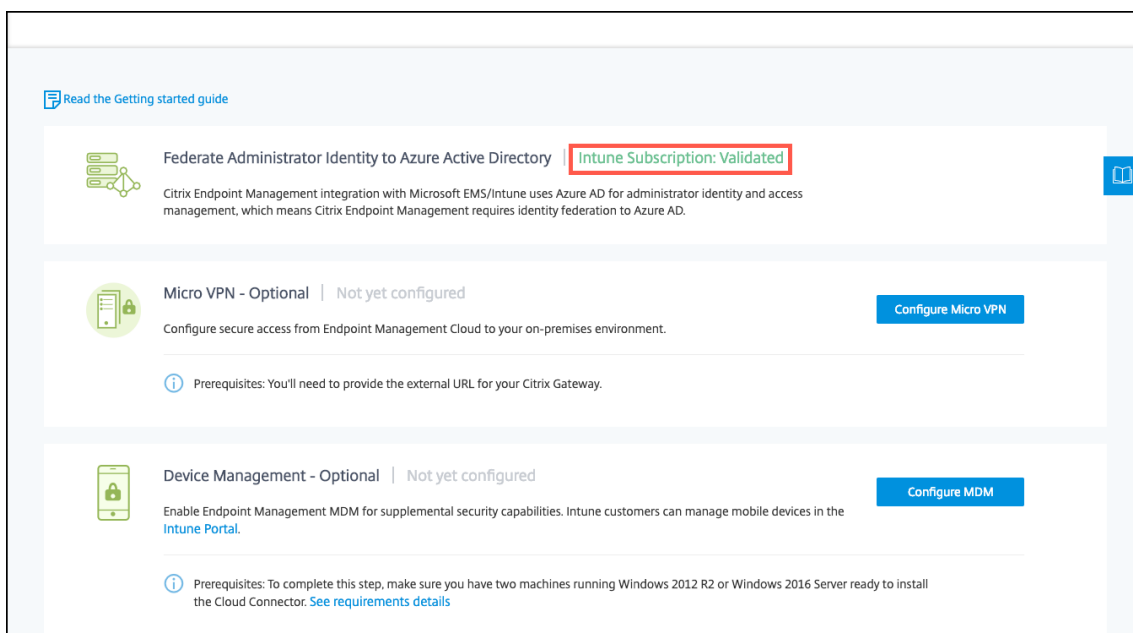 Read the Getting started guide
Federate Administrator Identity to Azure Active Directory | Intune Subscription: Validated
Citrix Endpoint Management integration with Microsoft EMS/Intune uses Azure AD for administrator identity and access
management, which means Citrix Endpoint Management requires identity federation to Azure AD.
Micro VPN - Optional | Not yet configured
Configure Micro VPN
Configure secure access from Endpoint Management Cloud to your on-premises environment.
Prerequisites: You'll need to provide the external URL for your Citrix Gateway.
Device Management - Optional | Not yet configured
Configure MDM
Enable Endpoint Management MDM for supplemental security capabilities. Intune customers can manage mobile devices in the
Intune Portal.
Prerequisites: To complete this step, make sure you have two machines running Windows 2012 R2 or Windows 2016 Server ready to install
the Cloud Connector. See requirements details